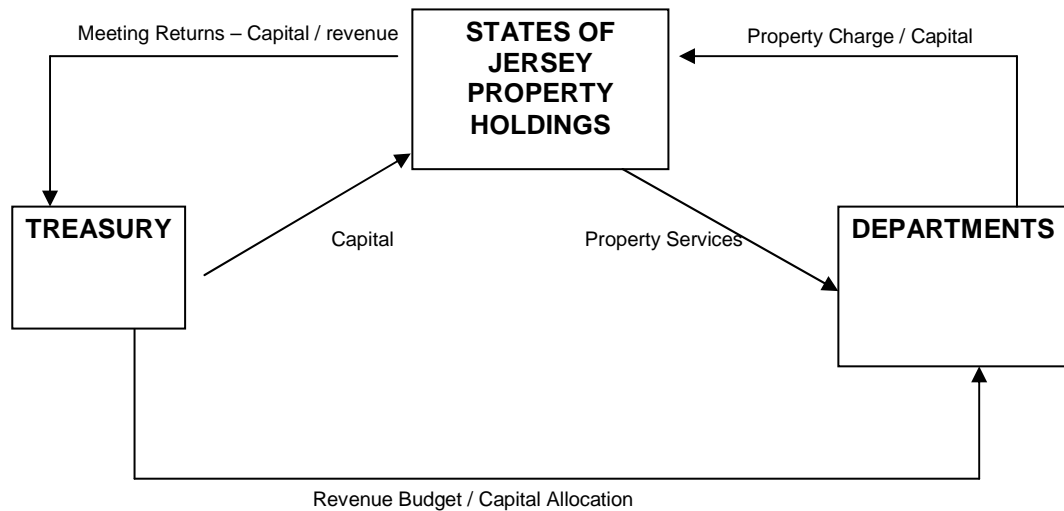 Meeting Returns – Capital / revenue
STATES OF
JERSEY
PROPERTY
HOLDINGS
Property Charge / Capital
TREASURY
Capital
Property Services
DEPARTMENTS
Revenue Budget / Capital Allocation